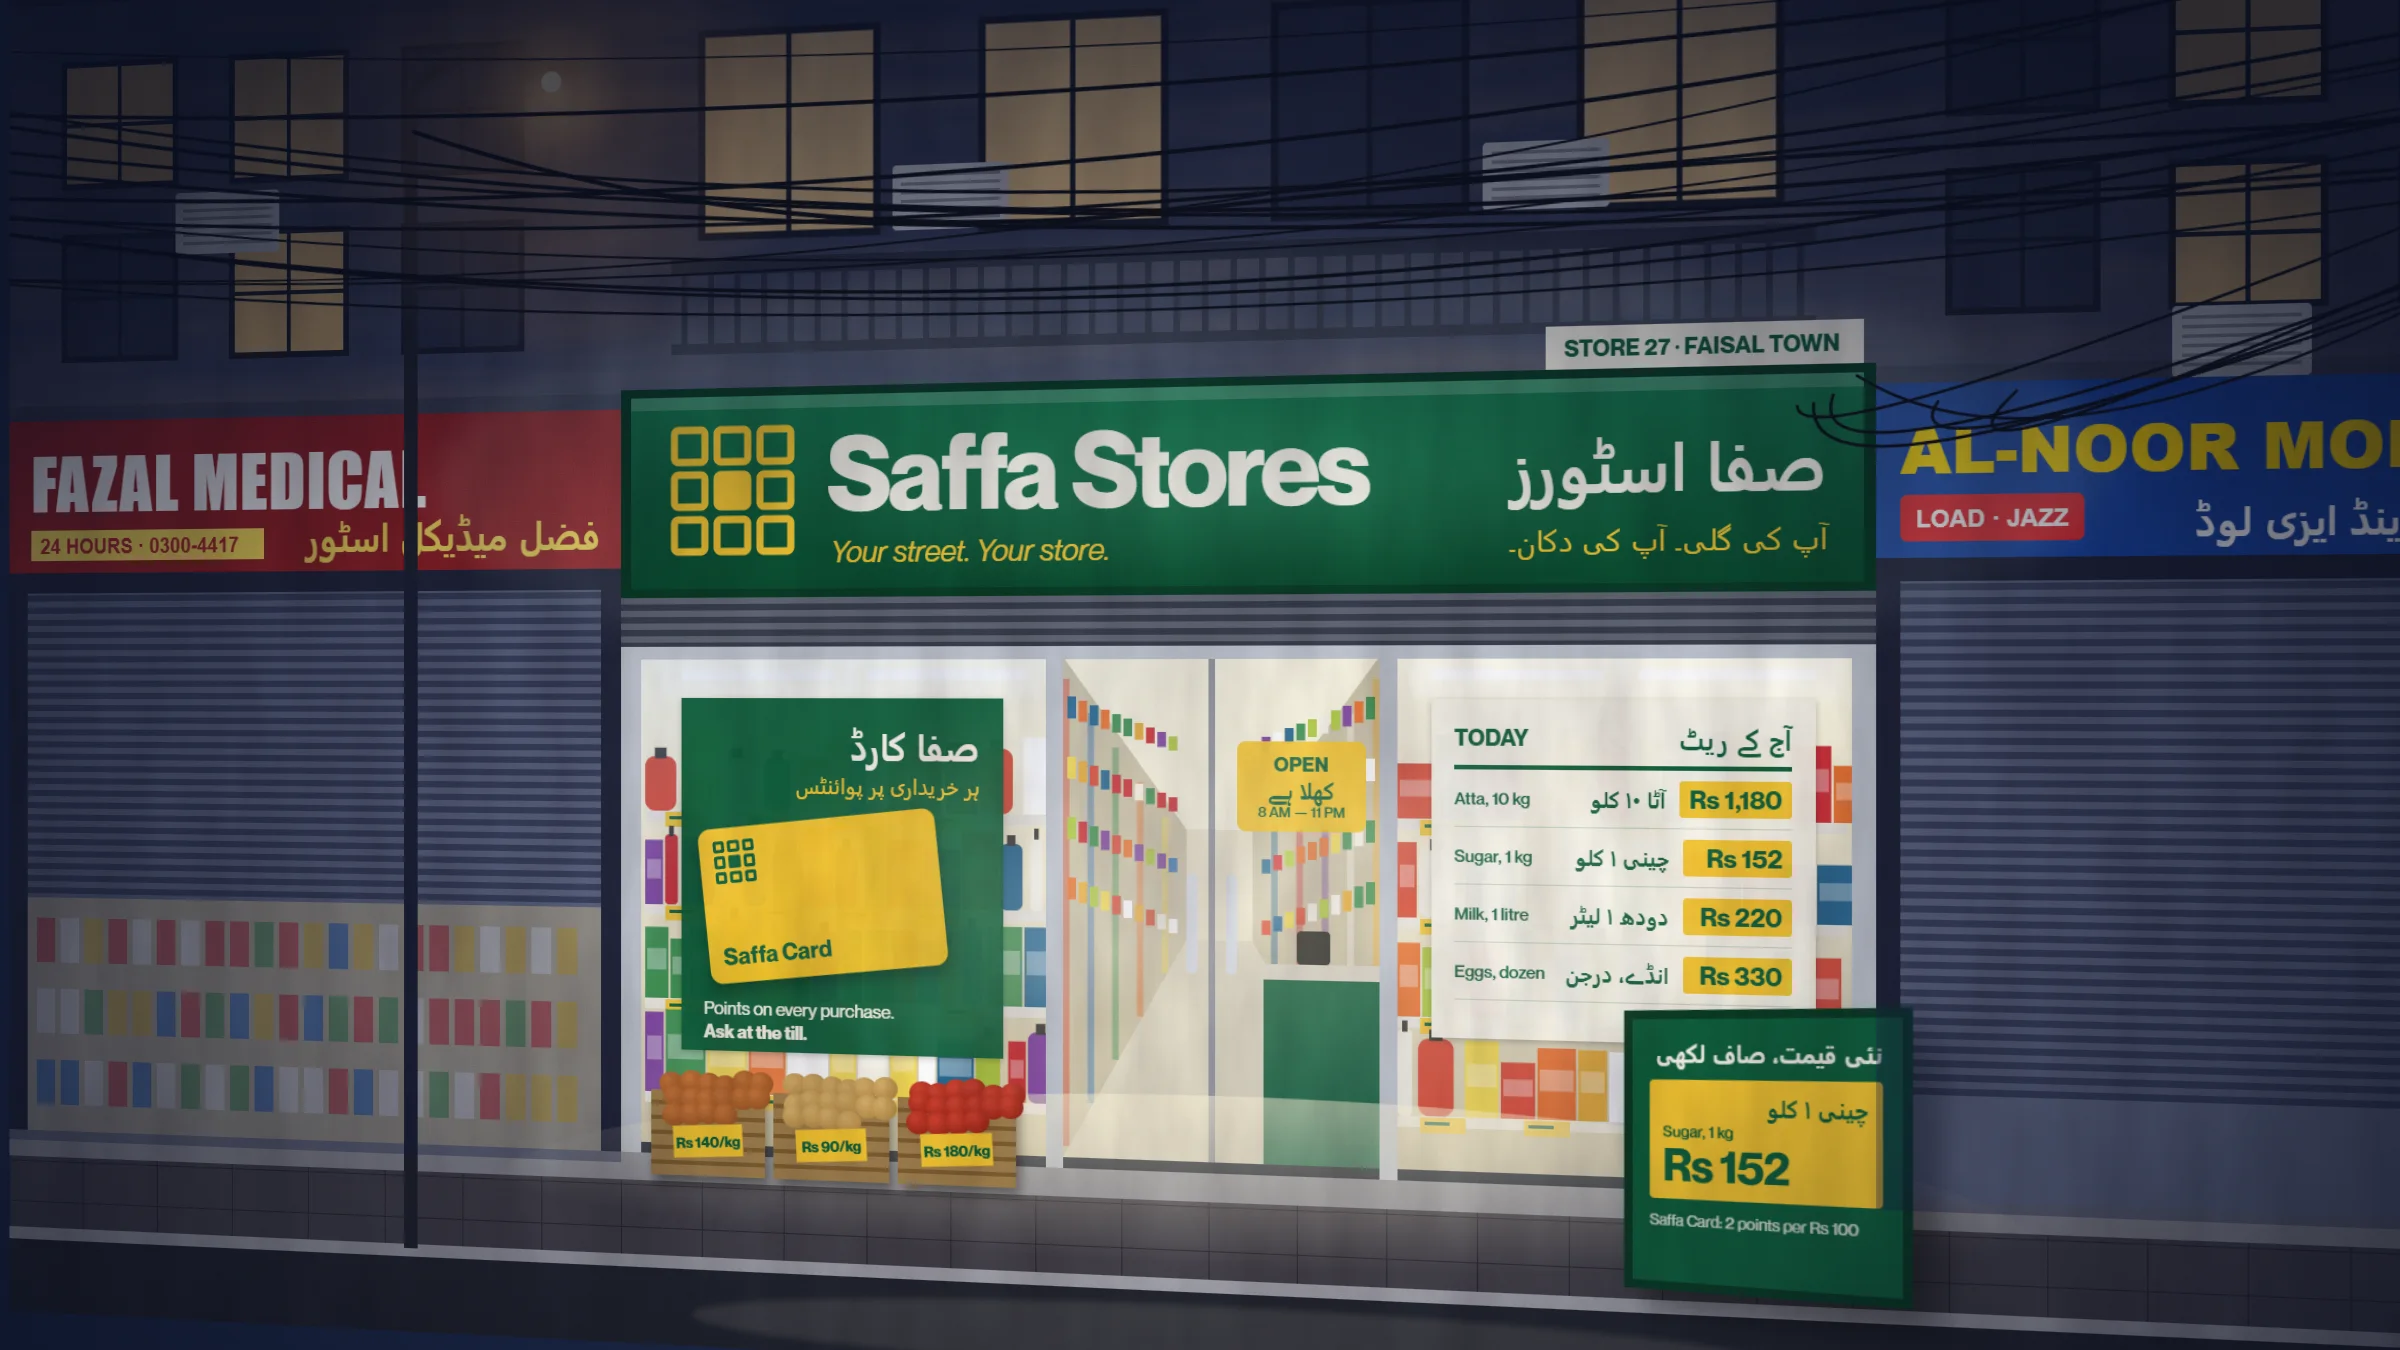 STORE 27 · FAISAL TOWN
FAZAL MEDICAL
24 HOURS · 0300-4417
فضل میڈیکل اسٹور
Saffa Stores
صفا اسٹورز
Your street. Your store.
آپ کی گلی۔ آپ کی دکان۔
AL-NOOR
LOAD · JAZZ
ایزی لوڈ
صفا کارڈ
ہر خریداری پر پوائنٹس
Saffa Card
Points on every purchase.
Ask at the till.
OPEN
کھلا ہے
8 AM — 11 PM
TODAY
آج کے ریٹ
Atta, 10 kg آٹا ۱۰ کلو Rs 1,180
Sugar, 1 kg چینی ۱ کلو Rs 152
Milk, 1 litre دودھ ۱ لیٹر Rs 220
Eggs, dozen انڈے، درجن Rs 330
Rs 140/kg
Rs 90/kg
Rs 180/kg
نئی قیمت، صاف لکھی
چینی ۱ کلو
Sugar, 1 kg
Rs 152
Saffa Card: 2 points per Rs 100